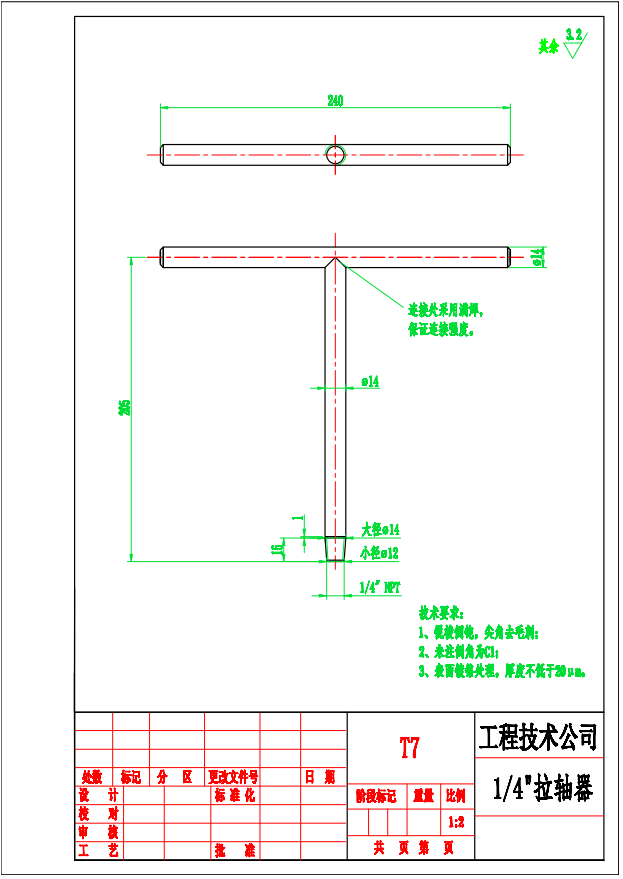 其余 3.2
240
ø14
连接处采用满焊,
保证连接强度。
ø14
205
1
大径ø14
16
小径ø12
1/4" NPT
技术要求:
1、锐棱倒钝, 尖角去毛刺;
2、未注倒角为C1;
3、表面镀铬处理, 厚度不低于20μm。
T7
工程技术公司
处数 标记 分 区 更改文件号 日 期
1/4"拉轴器
设 计 标 准 化
阶段标记 重量 比例
校 对
1:2
审 核
工 艺 批 准
共 页 第 页